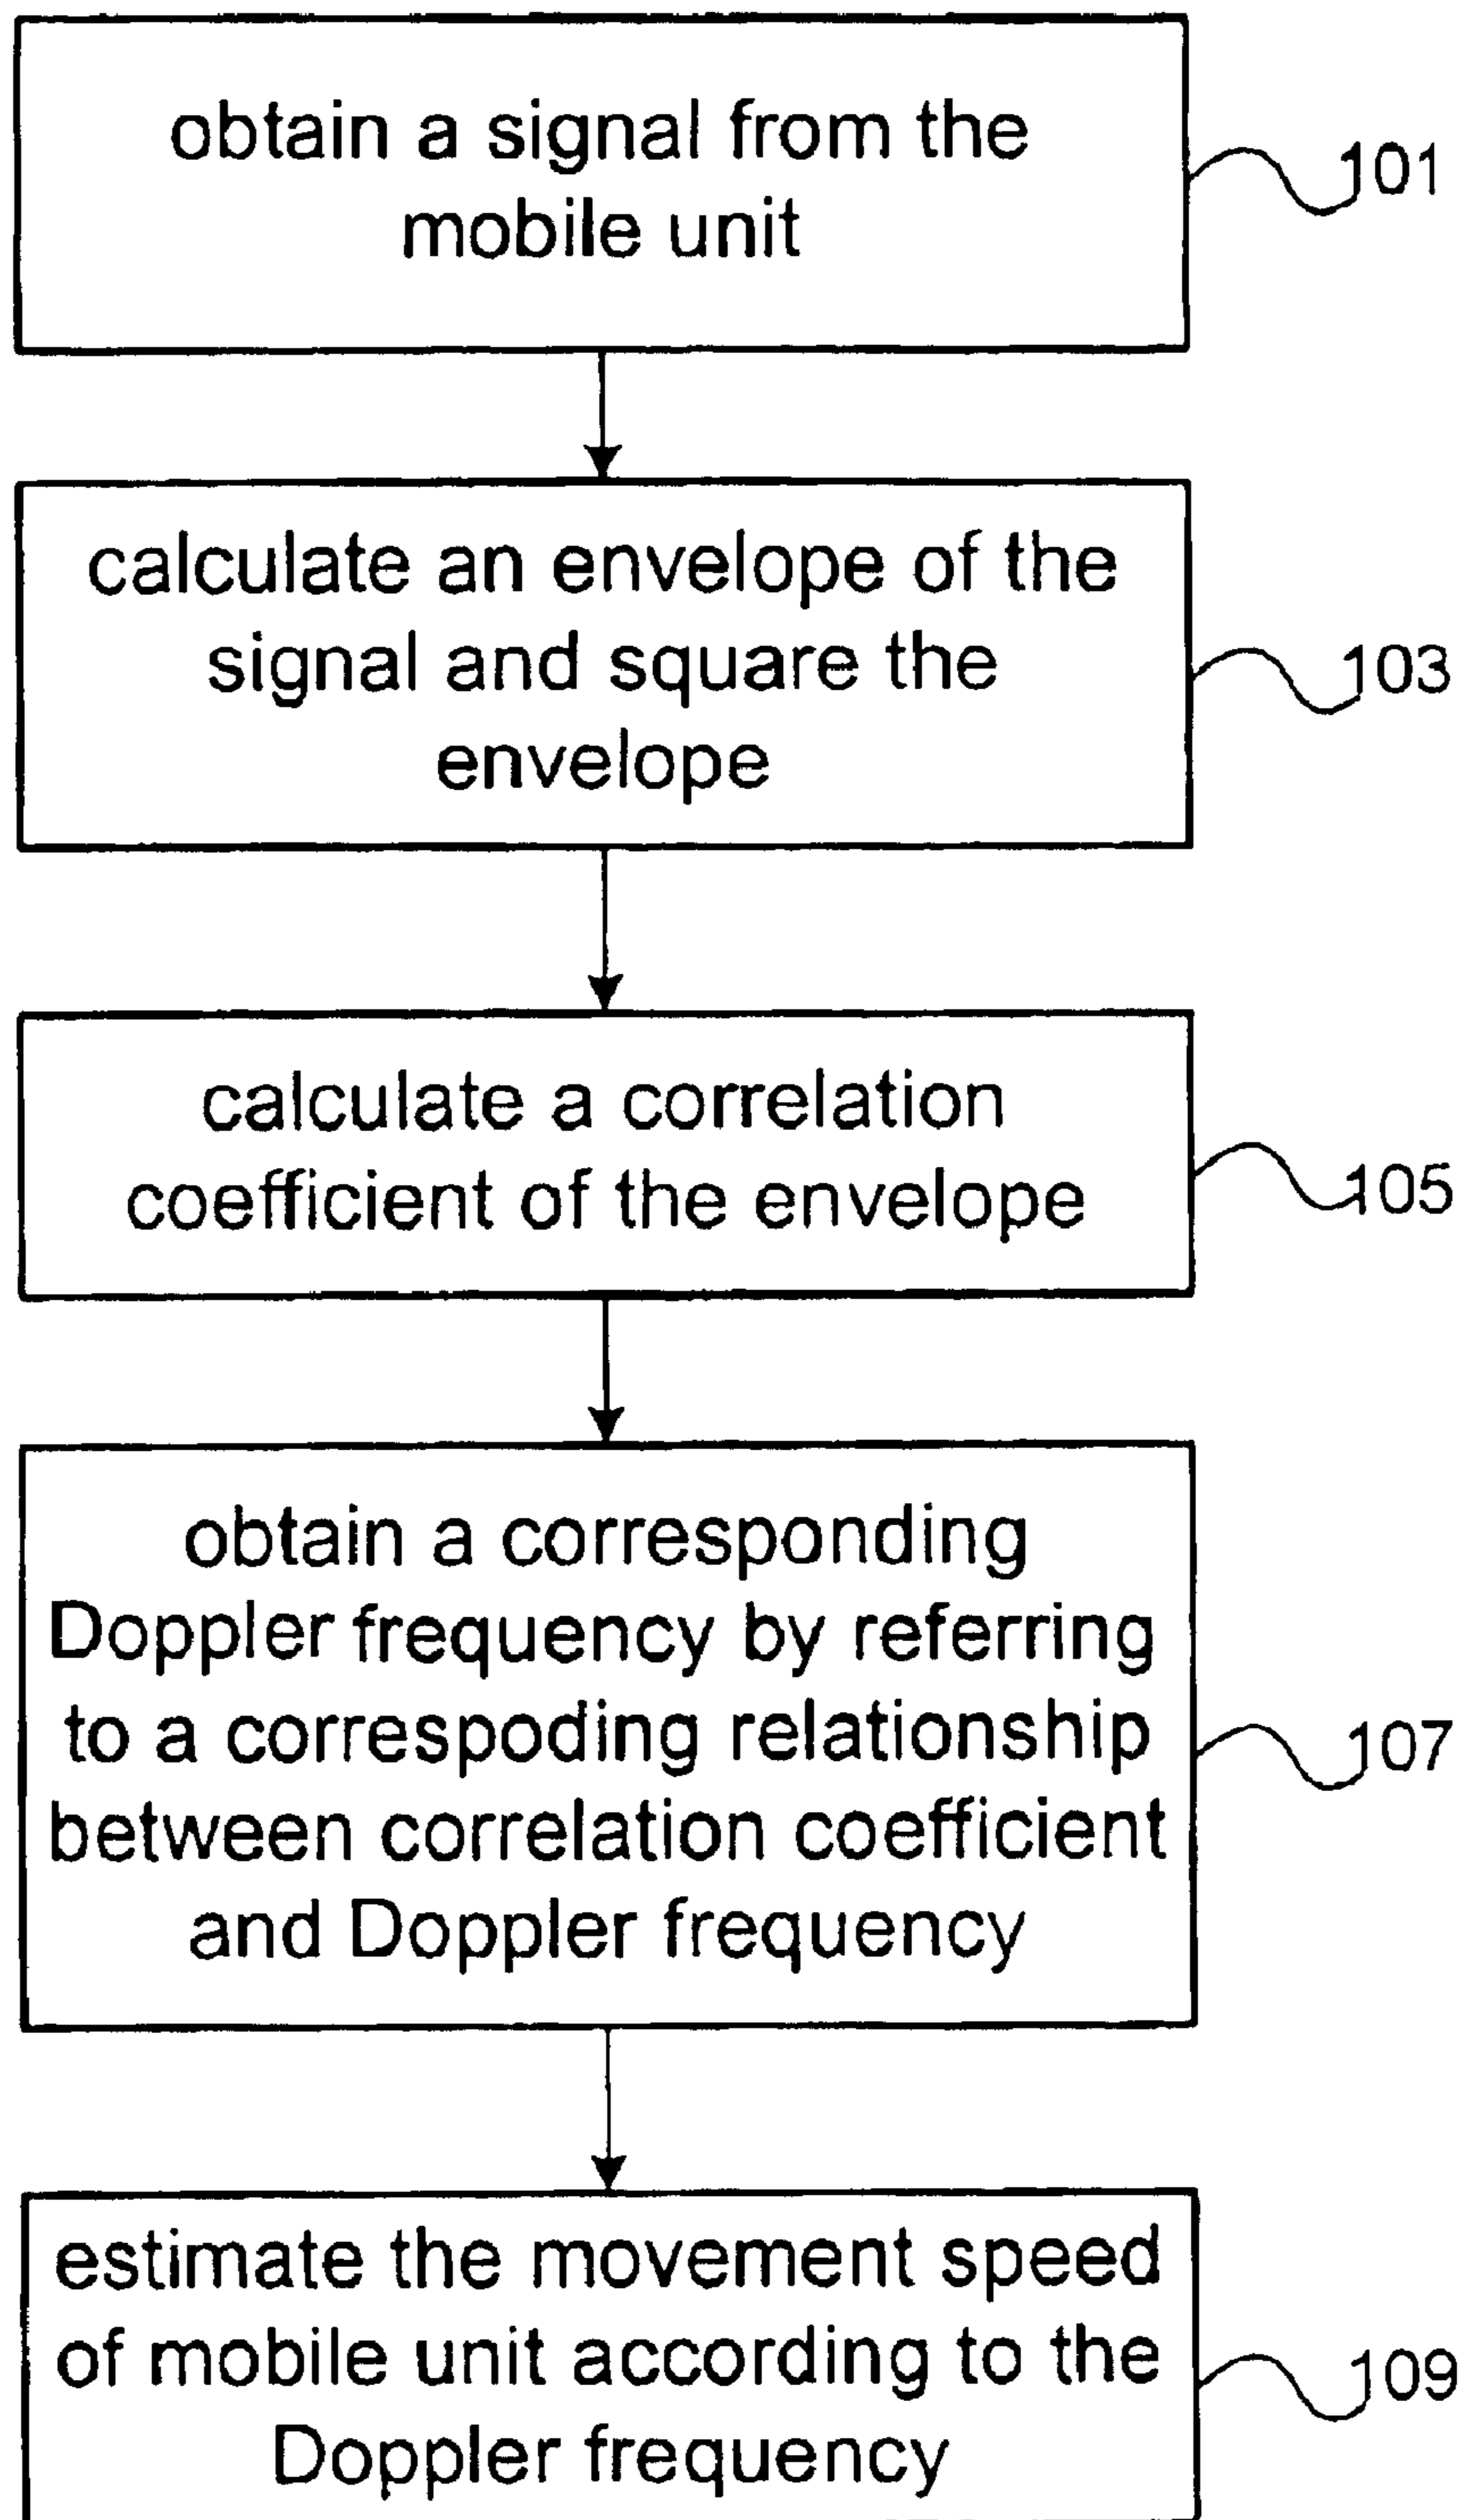 obtain a signal from the
mobile unit
101
calculate an envelope of the
signal and square the
envelope
103
calculate a correlation
coefficient of the envelope
105
obtain a corresponding
Doppler frequency by referring
to a correspoding relationship
between correlation coefficient
and Doppler frequency
107
estimate the movement speed
of mobile unit according to the
Doppler frequency
109